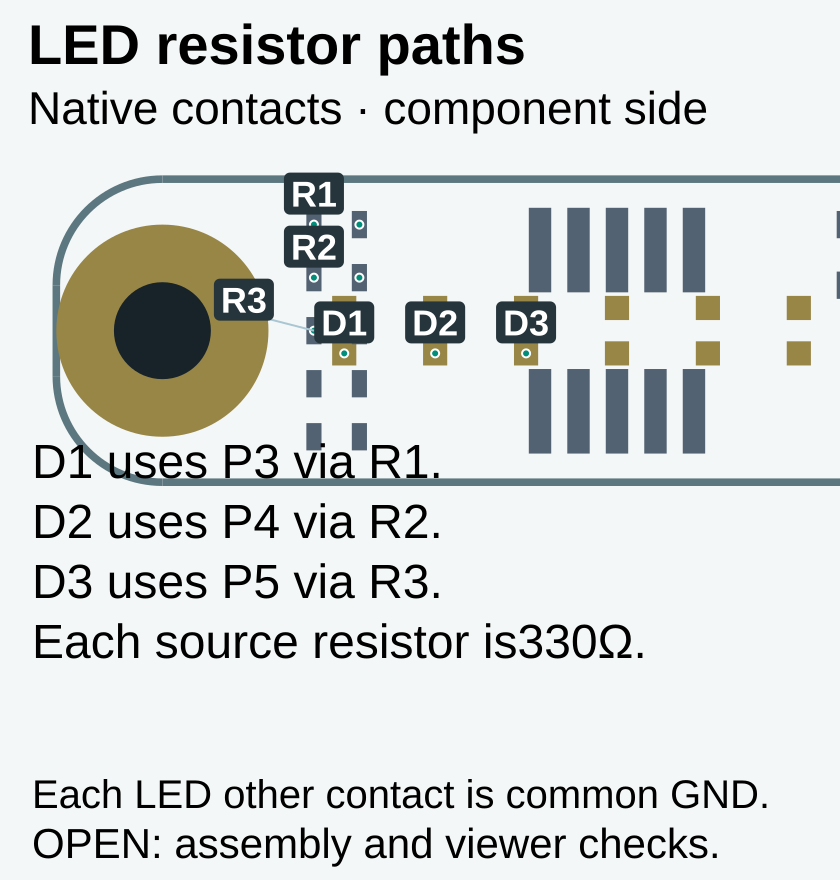 LED resistor paths
Native contacts · component side
R1
R2
R3
D1 D2 D3
D1 uses P3 via R1.
D2 uses P4 via R2.
D3 uses P5 via R3.
Each source resistor is330Ω.
Each LED other contact is common GND.
OPEN: assembly and viewer checks.